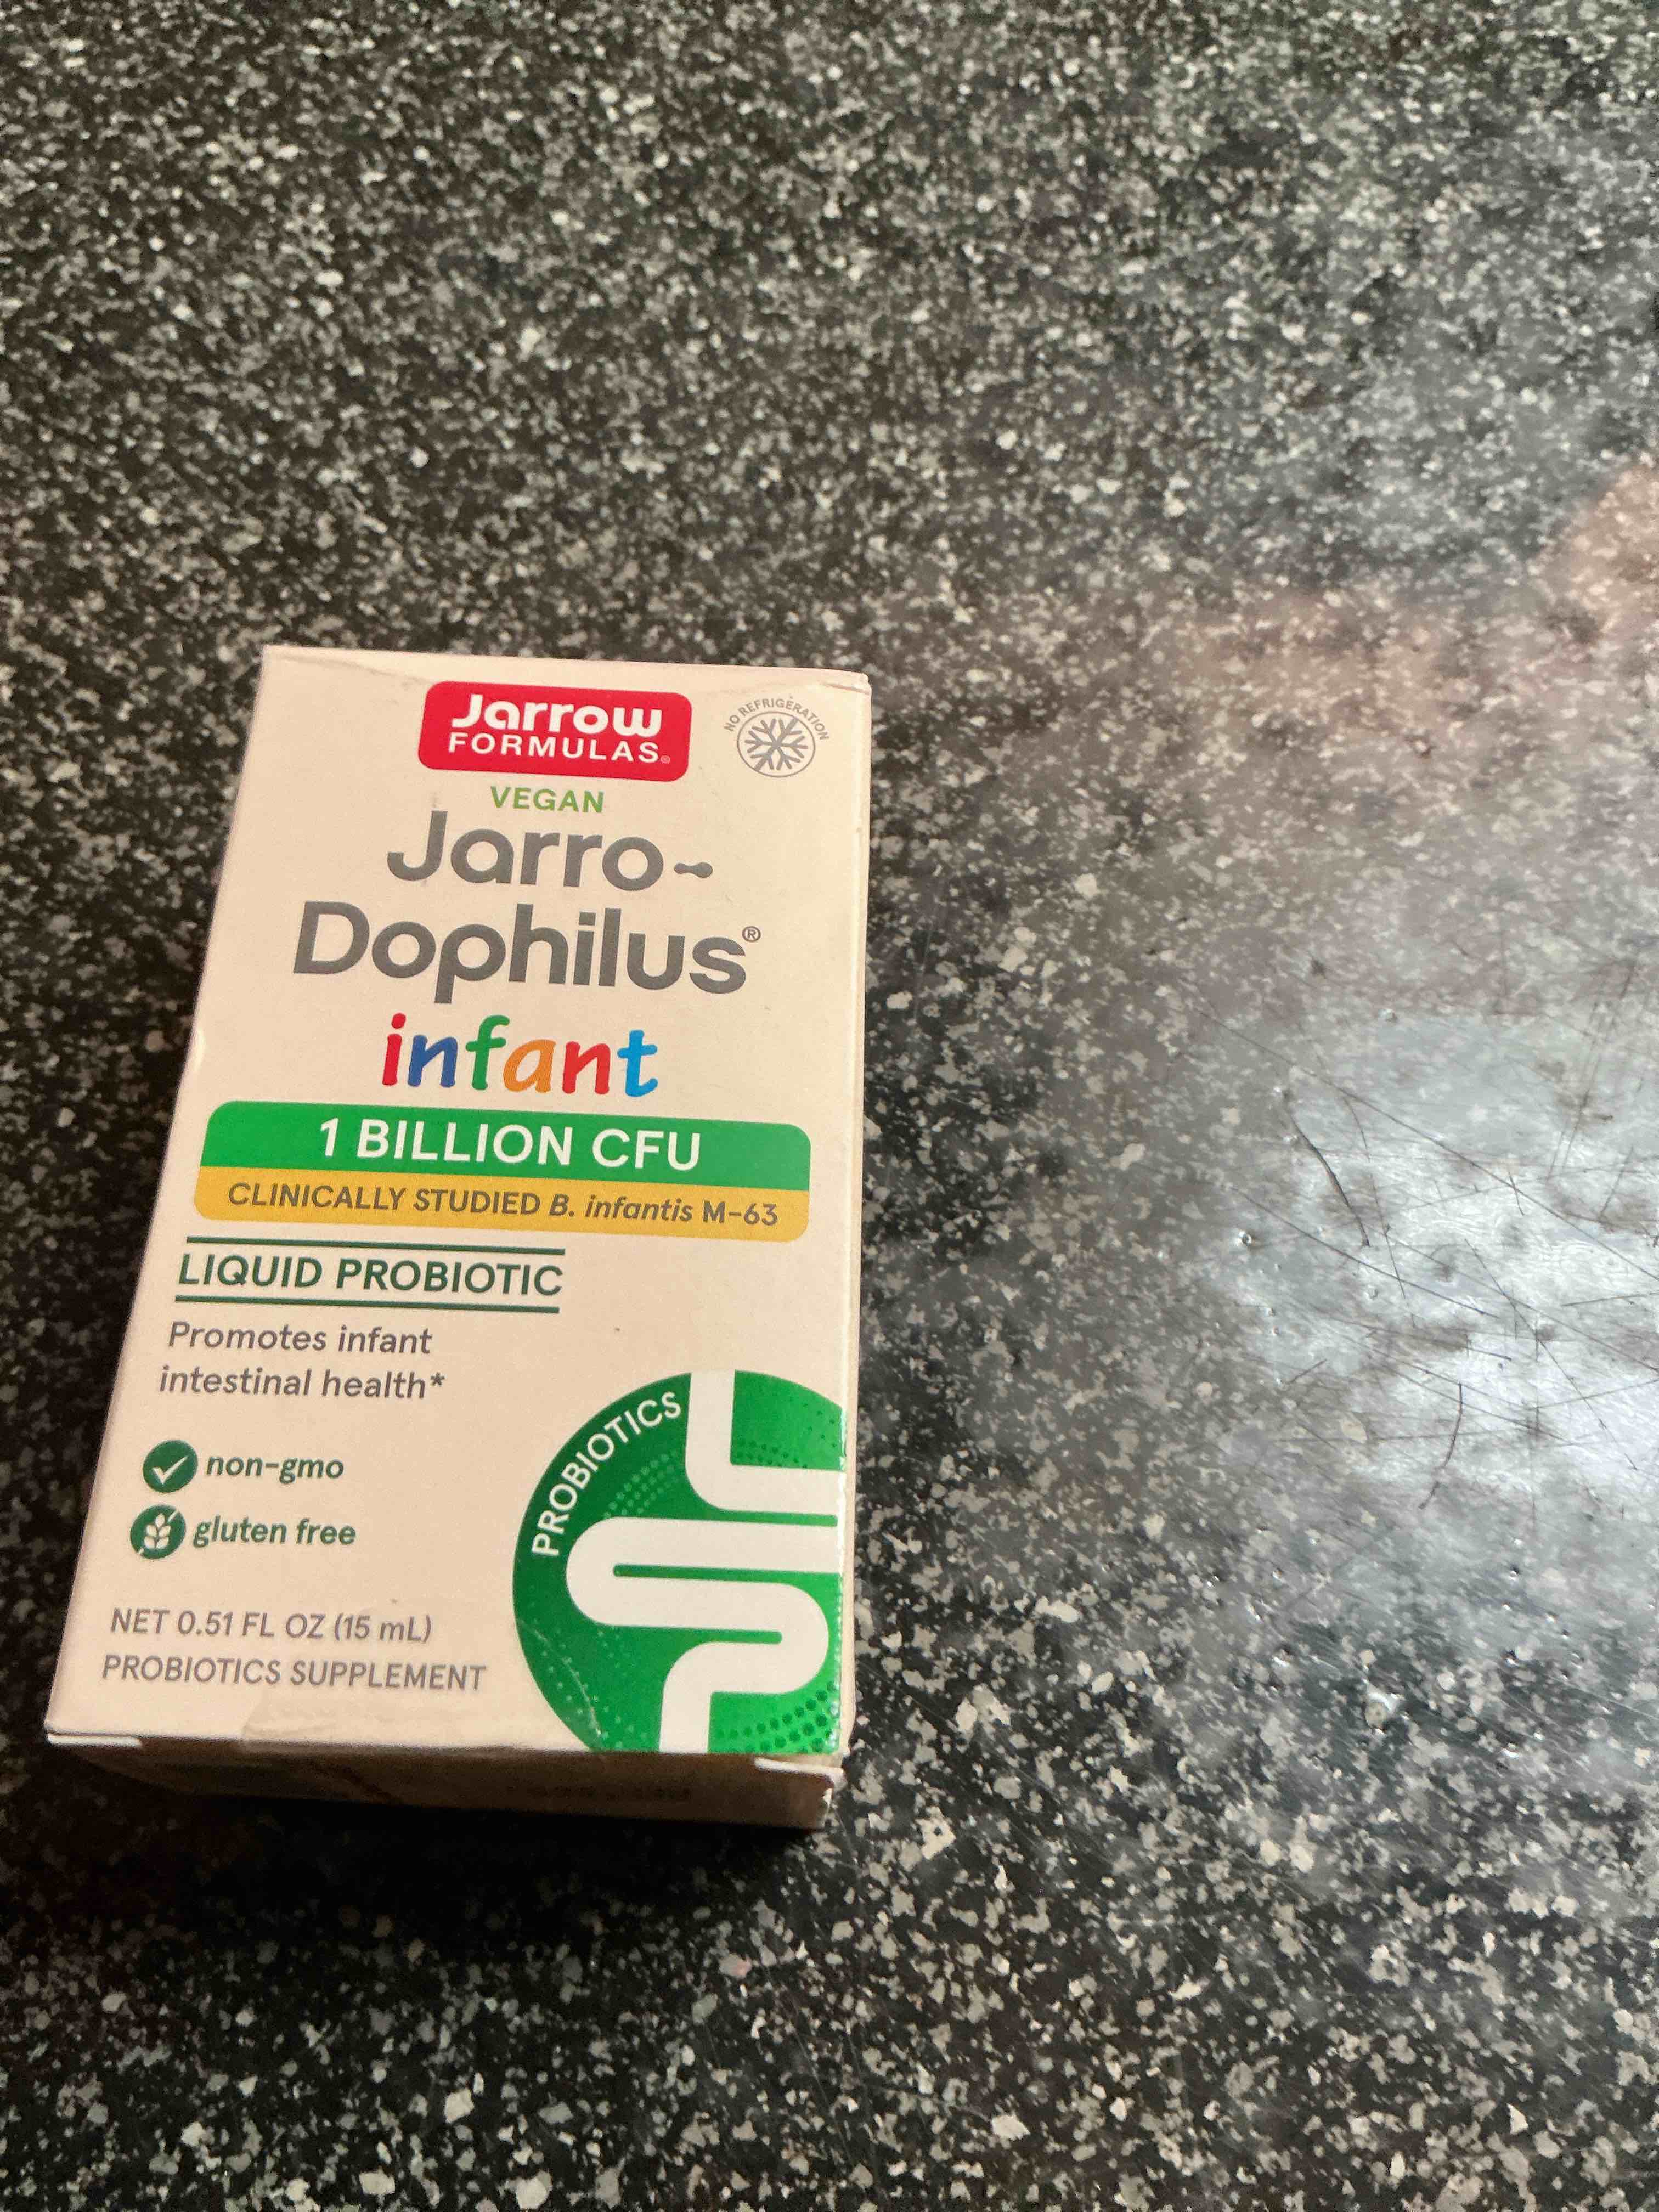 Jarrow
FORMULAS®
NO REFRIGERATION
VEGAN
Jarro-
Dophilus®
infant
1 BILLION CFU
CLINICALLY STUDIED B. infantis M-63
LIQUID PROBIOTIC
Promotes infant
intestinal health*
PROBIOTICS
non-gmo
gluten free
NET 0.51 FL OZ (15 mL)
PROBIOTICS SUPPLEMENT